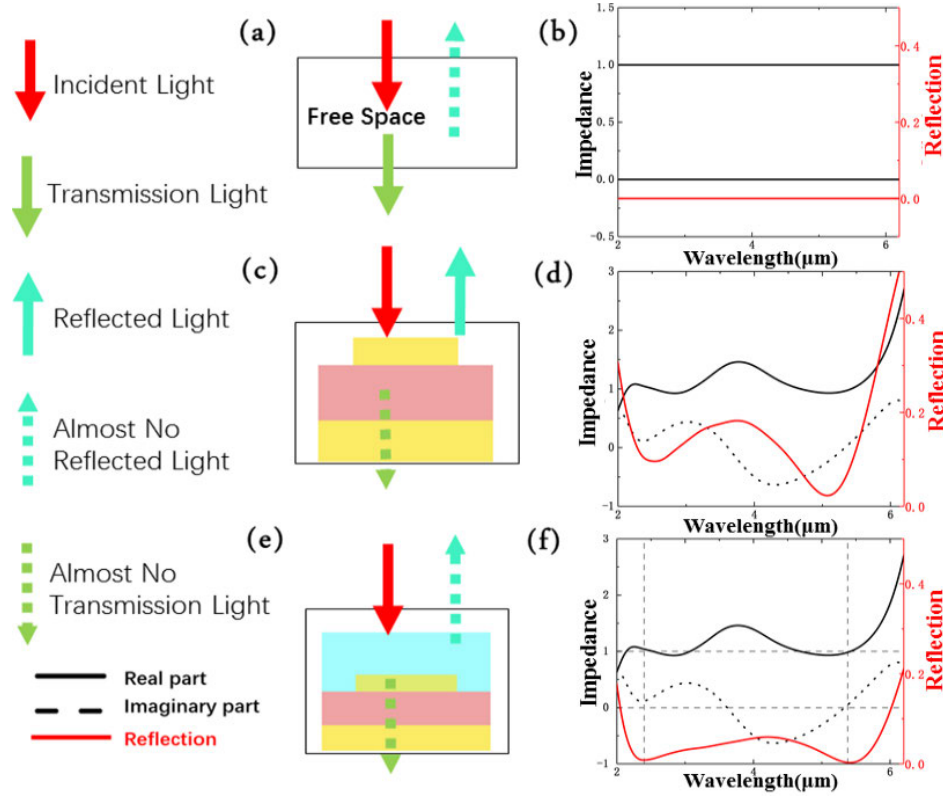 Incident Light
Transmission Light
Reflected Light
Almost No
Reflected Light
Almost No
Transmission Light
Real part
Imaginary part
Reflection
(a)
Free Space
(b)
1.5
1.0
0.5
0.0
-0.5
Impedance
2
4
6
Wavelength(μm)
0.4
0.2
0.0
Reflection
(c)
(d)
3
2
1
0
-1
Impedance
2
4
6
Wavelength(μm)
0.4
0.2
0.0
Reflection
(e)
(f)
3
2
1
0
-1
Impedance
2
4
6
Wavelength(μm)
0.4
0.2
0.0
Reflection